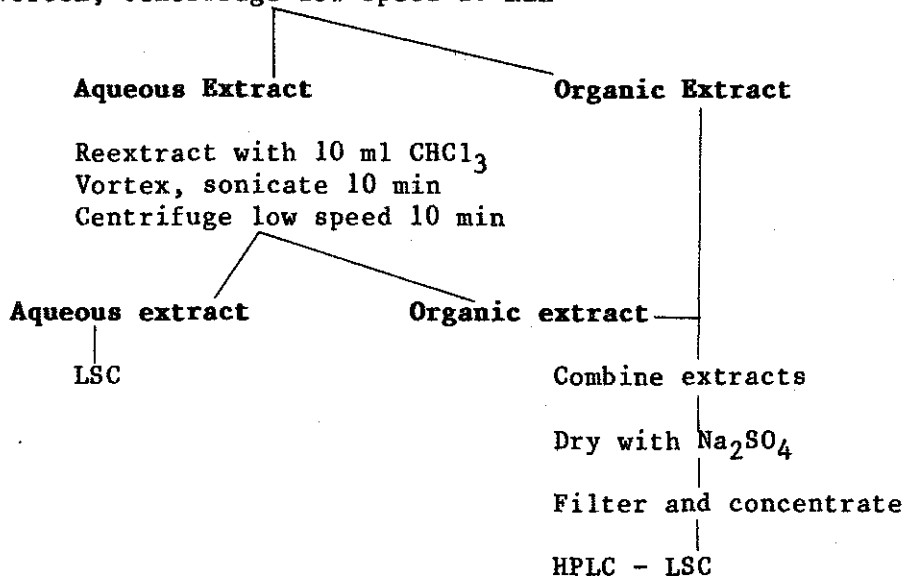 Aqueous Extract Organic Extract
Reextract with 10 ml CHCl3
Vortex, sonicate 10 min
Centrifuge low speed 10 min
Aqueous extract Organic extract
LSC
Combine extracts
Dry with Na2SO4
Filter and concentrate
HPLC - LSC